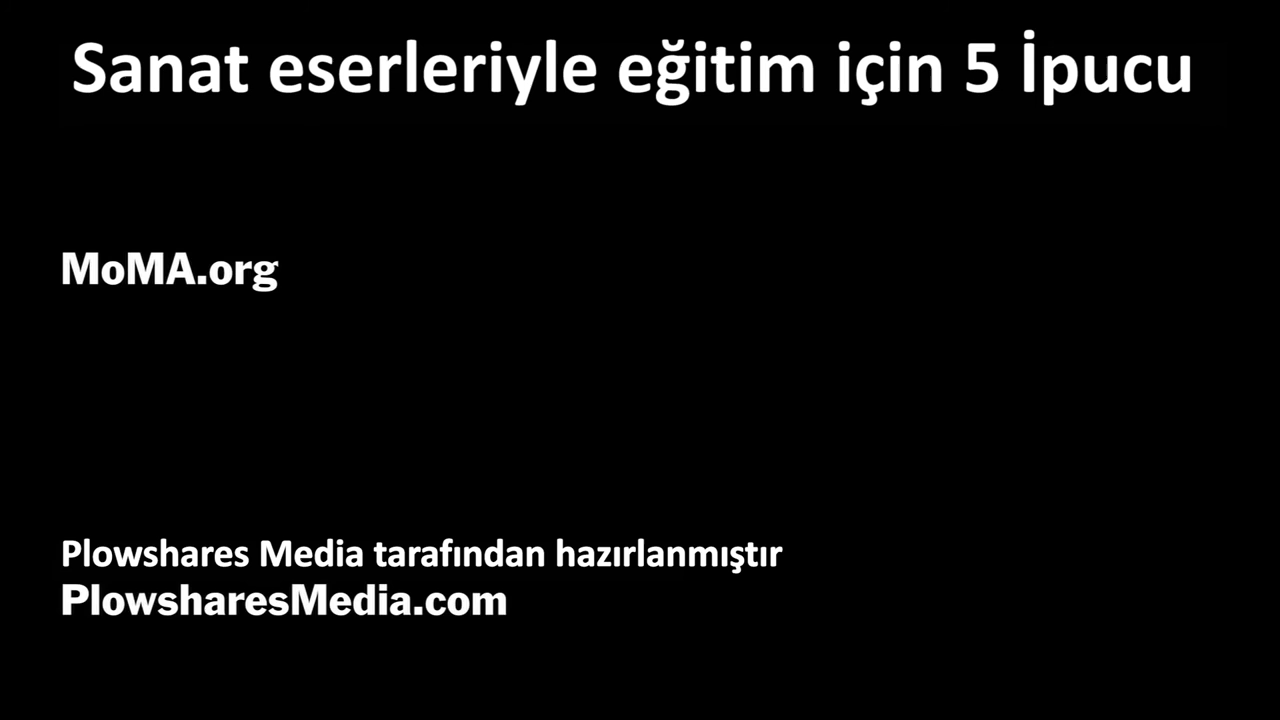 Sanat eserleriyle eğitim için 5 İpucu
MoMA.org
Plowshares Media tarafından hazırlanmıştır
PlowsharesMedia.com